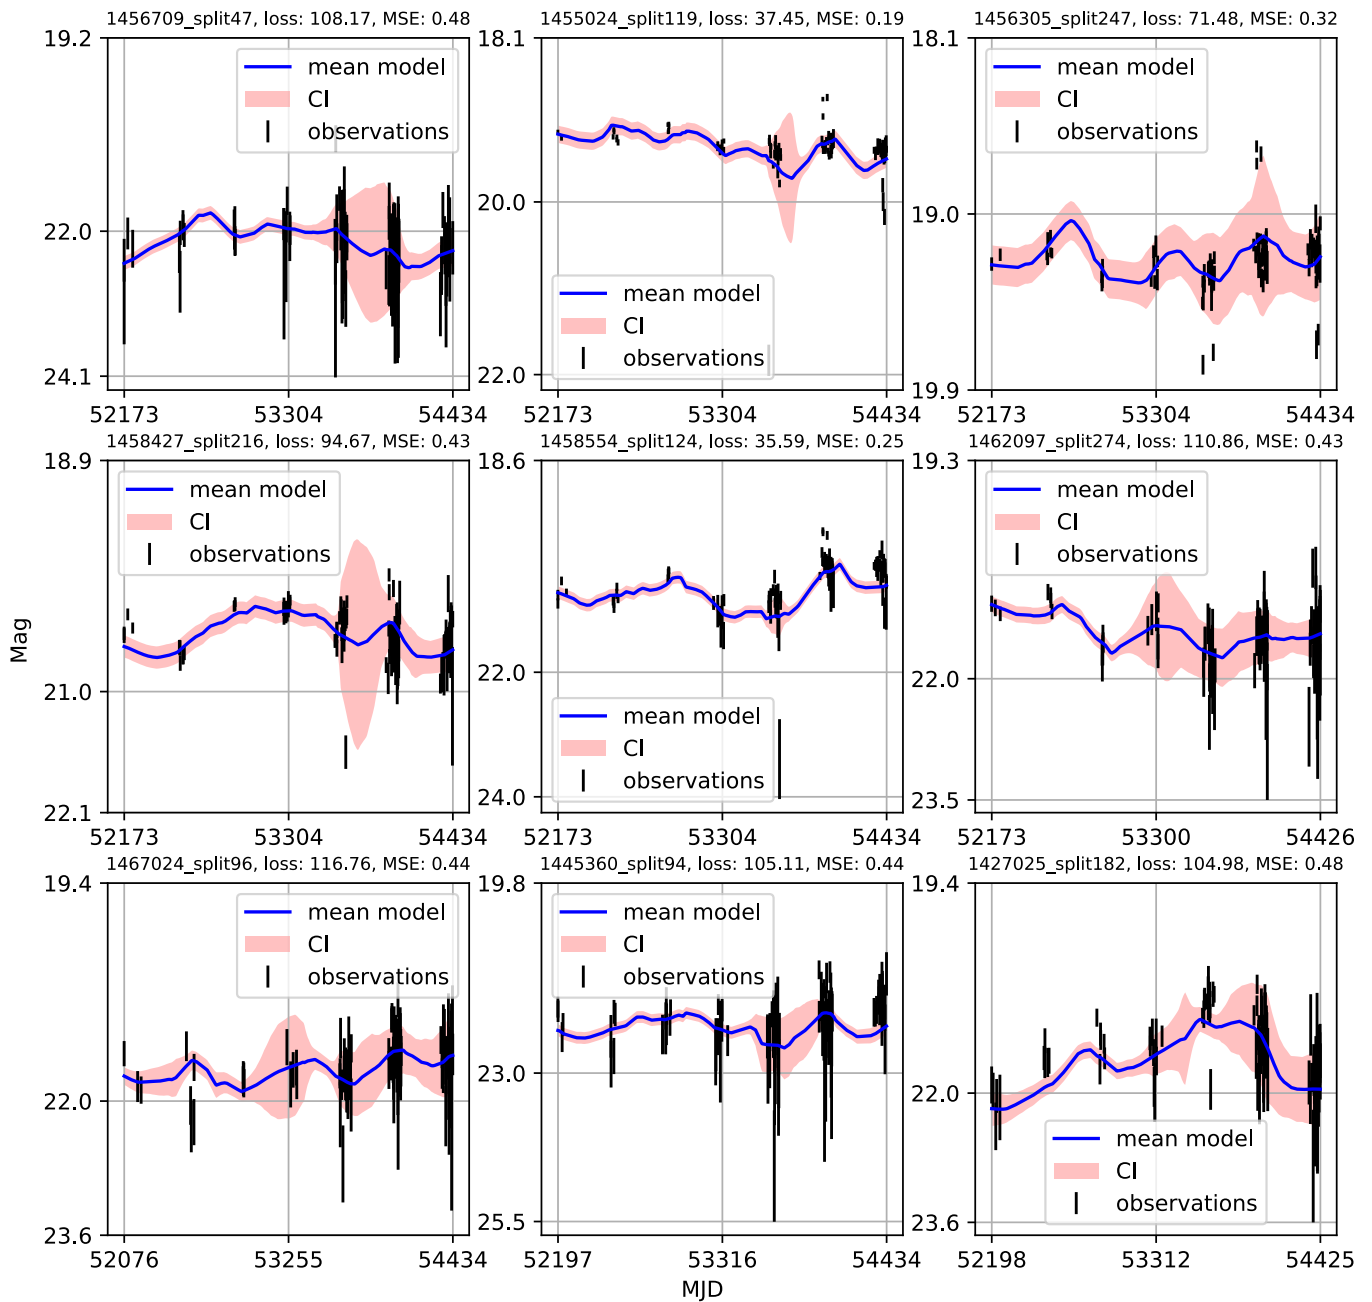 1456709_split47, loss: 108.17, MSE: 0.48
19.2
22.0
24.1
mean model
CI
observations
52173 53304 54434
1455024_split119, loss: 37.45, MSE: 0.19
18.1
20.0
22.0
mean model
CI
observations
52173 53304 54434
1456305_split247, loss: 71.48, MSE: 0.32
18.1
19.0
19.9
mean model
CI
observations
52173 53304 54434
1458427_split216, loss: 94.67, MSE: 0.43
18.9
21.0
22.1
mean model
CI
observations
52173 53304 54434
1458554_split124, loss: 35.59, MSE: 0.25
18.6
22.0
24.0
mean model
CI
observations
52173 53304 54434
1462097_split274, loss: 110.86, MSE: 0.43
19.3
22.0
23.5
mean model
CI
observations
52173 53300 54426
Mag
1467024_split96, loss: 116.76, MSE: 0.44
19.4
22.0
23.6
mean model
CI
observations
52076 53255 54434
1445360_split94, loss: 105.11, MSE: 0.44
19.8
23.0
25.5
mean model
CI
observations
52197 53316 54434
1427025_split182, loss: 104.98, MSE: 0.48
19.4
22.0
23.6
mean model
CI
observations
52198 53312 54425
MJD